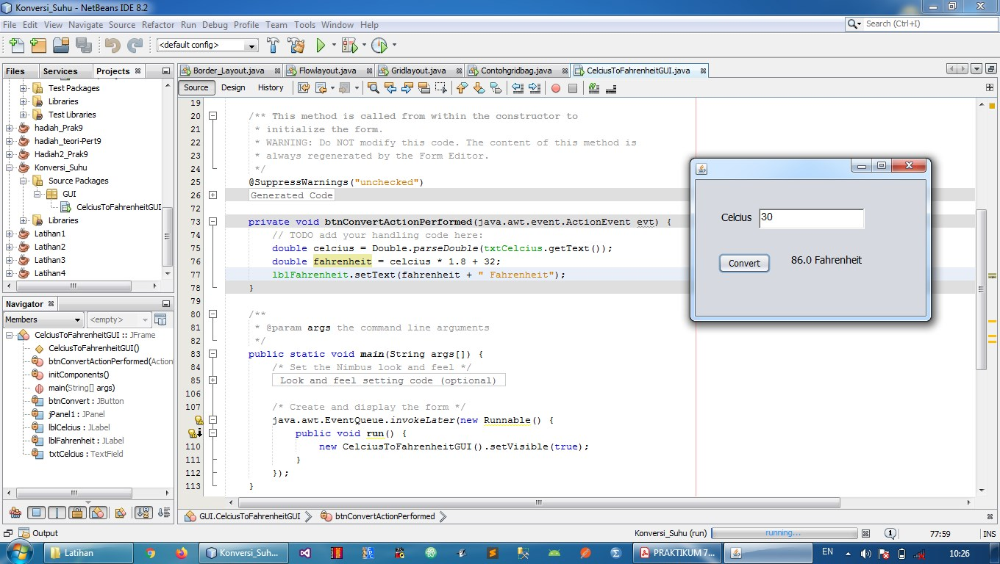 Konversi_Suhu - NetBeans IDE 8.2
File Edit View Navigate Source Refactor Run Debug Profile Team Tools Window Help
Search (Ctrl+I)
<default config>
Files Services Projects
Test Packages
Libraries
Test Libraries
hadiah_Prak9
hadiah_teori-Pert9
Hadiah2_Prak9
Konversi_Suhu
Source Packages
GUI
CelciusToFahrenheitGUI
Libraries
Latihan1
Latihan2
Latihan3
Latihan4
Navigator
Members <empty>
CelciusToFahrenheitGUI :: JFrame
CelciusToFahrenheitGUI()
btnConvertActionPerformed(Action
initComponents()
main(String[] args)
btnConvert : JButton
jPanel1 : JPanel
lblCelcius : JLabel
lblFahrenheit : JLabel
txtCelcius : TextField
Border_Layout.java Flowlayout.java Gridlayout.java Contohgridbag.java CelciusToFahrenheitGUI.java
Source Design History
19
20 /** This method is called from within the constructor to
21 * initialize the form.
22 * WARNING: Do NOT modify this code. The content of this method is
23 * always regenerated by the Form Editor.
24 */
25 @SuppressWarnings("unchecked")
26 Generated Code
72
73 private void btnConvertActionPerformed(java.awt.event.ActionEvent evt) {
74 // TODO add your handling code here:
75 double celcius = Double.parseDouble(txtCelcius.getText());
76 double fahrenheit = celcius * 1.8 + 32;
77 lblFahrenheit.setText(fahrenheit + " Fahrenheit");
78 }
79
80 /**
81 * @param args the command line arguments
82 */
83 public static void main(String args[]) {
84 /* Set the Nimbus look and feel */
85 Look and feel setting code (optional)
106
107 /* Create and display the form */
java.awt.EventQueue.invokeLater(new Runnable() {
public void run() {
110 new CelciusToFahrenheitGUI().setVisible(true);
111 }
112 });
113 }
Celcius 30
Convert 86.0 Fahrenheit
GUI.CelciusToFahrenheitGUI btnConvertActionPerformed
Output
Konversi_Suhu (run) running... 1 77:59 INS
Latihan
Konversi_Suh...
PRAKTIKUM 7...
EN
10:26